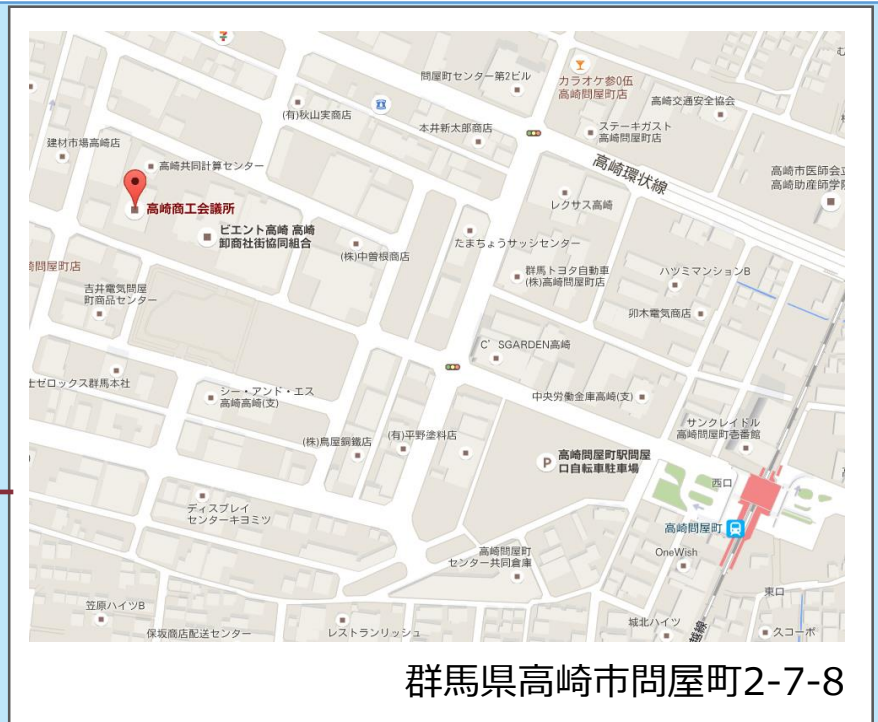 問屋町センター第2ビル
カラオケ参0伍
高崎問屋町店
(有)秋山実商店
高崎交通安全協会
本井新太郎商店
ステーキガスト
高崎問屋町店
建材市場高崎店
高崎環状線
高崎共同計算センター
高崎市医師会立
高崎助産師学院
高崎商工会議所
レクサス高崎
ビエント高崎 高崎
卸商社街協同組合
(株)中曽根商店
たまちょうサッシセンター
問屋町店
群馬トヨタ自動車
(株)高崎問屋町店
ハツミマンションB
吉井電気問屋
町商品センター
卯木電気商店
C'SGARDEN高崎
士ゼロックス群馬本社
シー・アンド・エス
高崎高崎(支)
中央労働金庫高崎(支)
サンクレイドル
高崎問屋町壱番館
(株)鳥屋銅鐵店
(有)平野塗料店
P
高崎問屋町駅問屋
口自転車駐車場
西口
ディスプレイ
センターキヨミツ
高崎問屋町
高崎問屋町
センター共同倉庫
OneWish
東口
笠原ハイツB
城北ハイツ
越線
保坂商店配送センター
レストランリッシュ
久コーポ
群馬県高崎市問屋町2-7-8